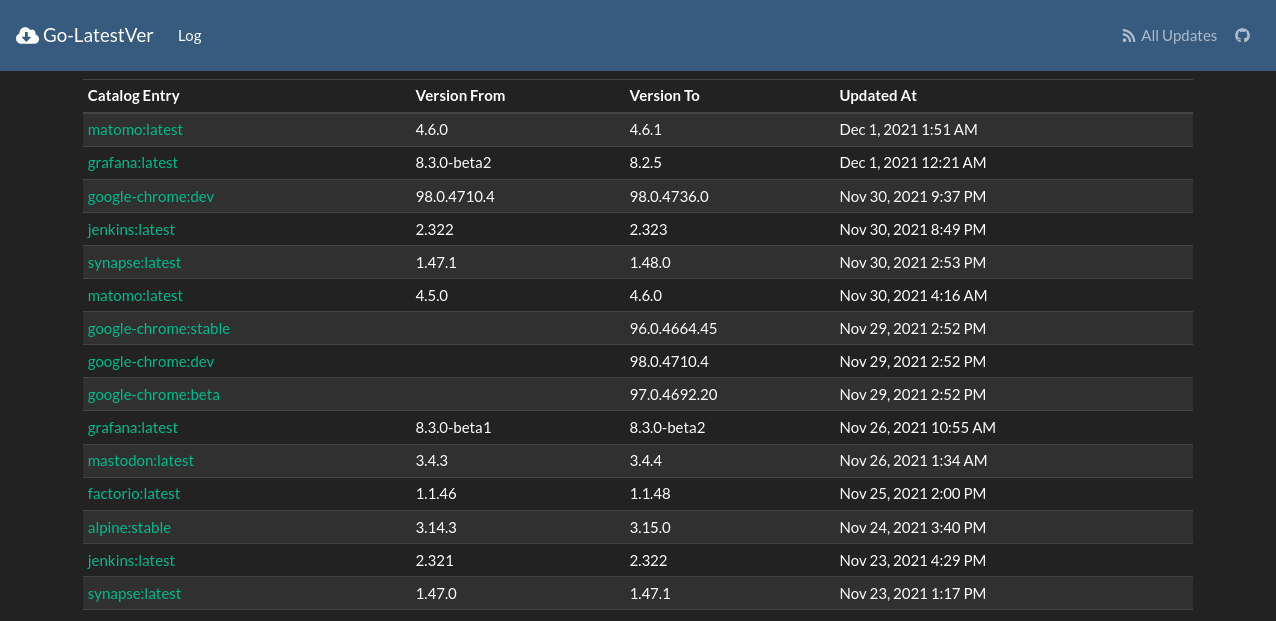 Go-LatestVer Log All Updates
Catalog Entry Version From Version To Updated At
matomo:latest 4.6.0 4.6.1 Dec 1, 2021 1:51 AM
grafana:latest 8.3.0-beta2 8.2.5 Dec 1, 2021 12:21 AM
google-chrome:dev 98.0.4710.4 98.0.4736.0 Nov 30, 2021 9:37 PM
jenkins:latest 2.322 2.323 Nov 30, 2021 8:49 PM
synapse:latest 1.47.1 1.48.0 Nov 30, 2021 2:53 PM
matomo:latest 4.5.0 4.6.0 Nov 30, 2021 4:16 AM
google-chrome:stable 96.0.4664.45 Nov 29, 2021 2:52 PM
google-chrome:dev 98.0.4710.4 Nov 29, 2021 2:52 PM
google-chrome:beta 97.0.4692.20 Nov 29, 2021 2:52 PM
grafana:latest 8.3.0-beta1 8.3.0-beta2 Nov 26, 2021 10:55 AM
mastodon:latest 3.4.3 3.4.4 Nov 26, 2021 1:34 AM
factorio:latest 1.1.46 1.1.48 Nov 25, 2021 2:00 PM
alpine:stable 3.14.3 3.15.0 Nov 24, 2021 3:40 PM
jenkins:latest 2.321 2.322 Nov 23, 2021 4:29 PM
synapse:latest 1.47.0 1.47.1 Nov 23, 2021 1:17 PM